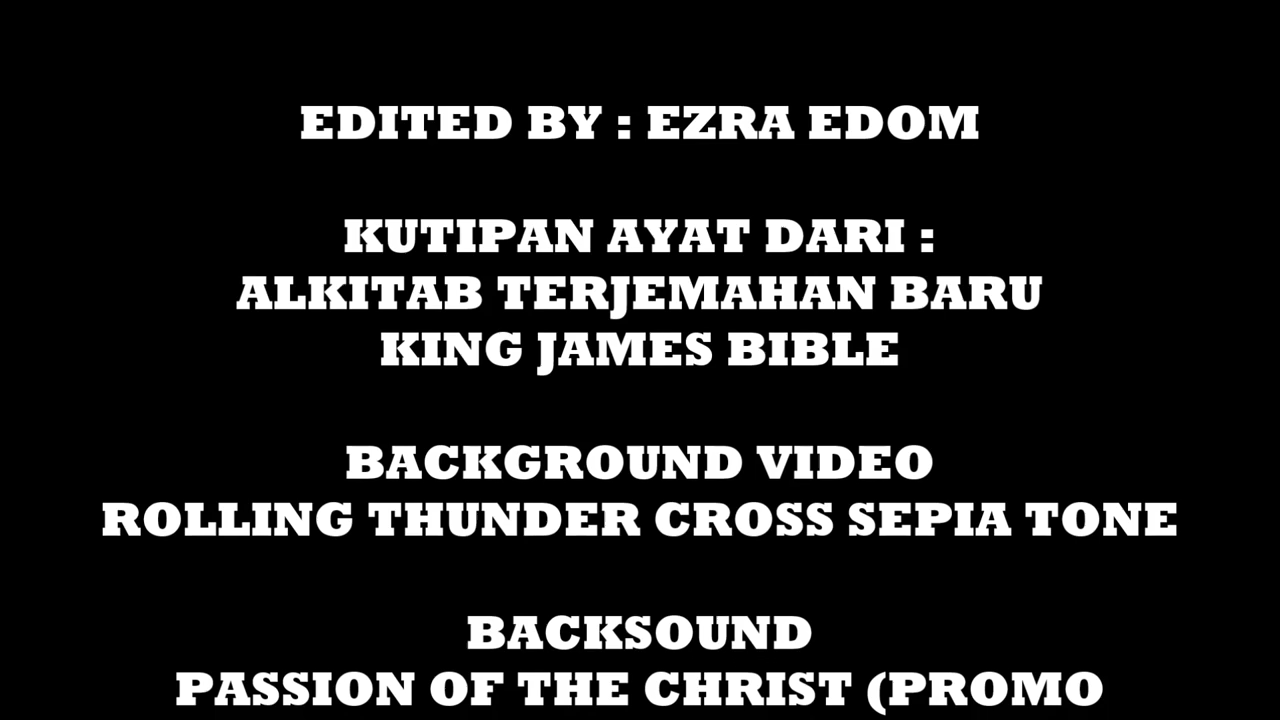 EDITED BY : EZRA EDOM
KUTIPAN AYAT DARI :
ALKITAB TERJEMAHAN BARU
KING JAMES BIBLE
BACKGROUND VIDEO
ROLLING THUNDER CROSS SEPIA TONE
BACKSOUND
PASSION OF THE CHRIST (PROMO